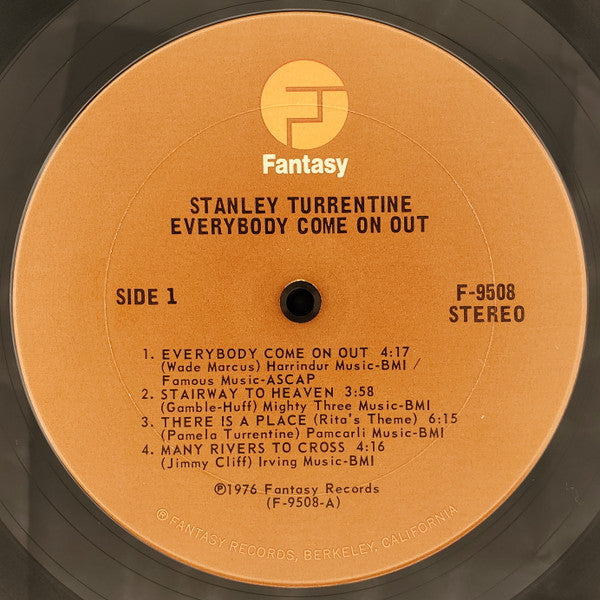 Fantasy
STANLEY TURRENTINE
EVERYBODY COME ON OUT
SIDE 1
F-9508
STEREO
1. EVERYBODY COME ON OUT 4:17
(Wade Marcus) Harrindur Music-BMI /
Famous Music-ASCAP
2. STAIRWAY TO HEAVEN 3:58
(Gamble-Huff) Mighty Three Music-BMI
3. THERE IS A PLACE (Rita's Theme) 6:15
(Pamela Turrentine) Pamcarli Music-BMI
4. MANY RIVERS TO CROSS 4:16
(Jimmy Cliff) Irving Music-BMI
℗1976 Fantasy Records
(F-9508-A)
® FANTASY RECORDS, BERKELEY, CALIFORNIA